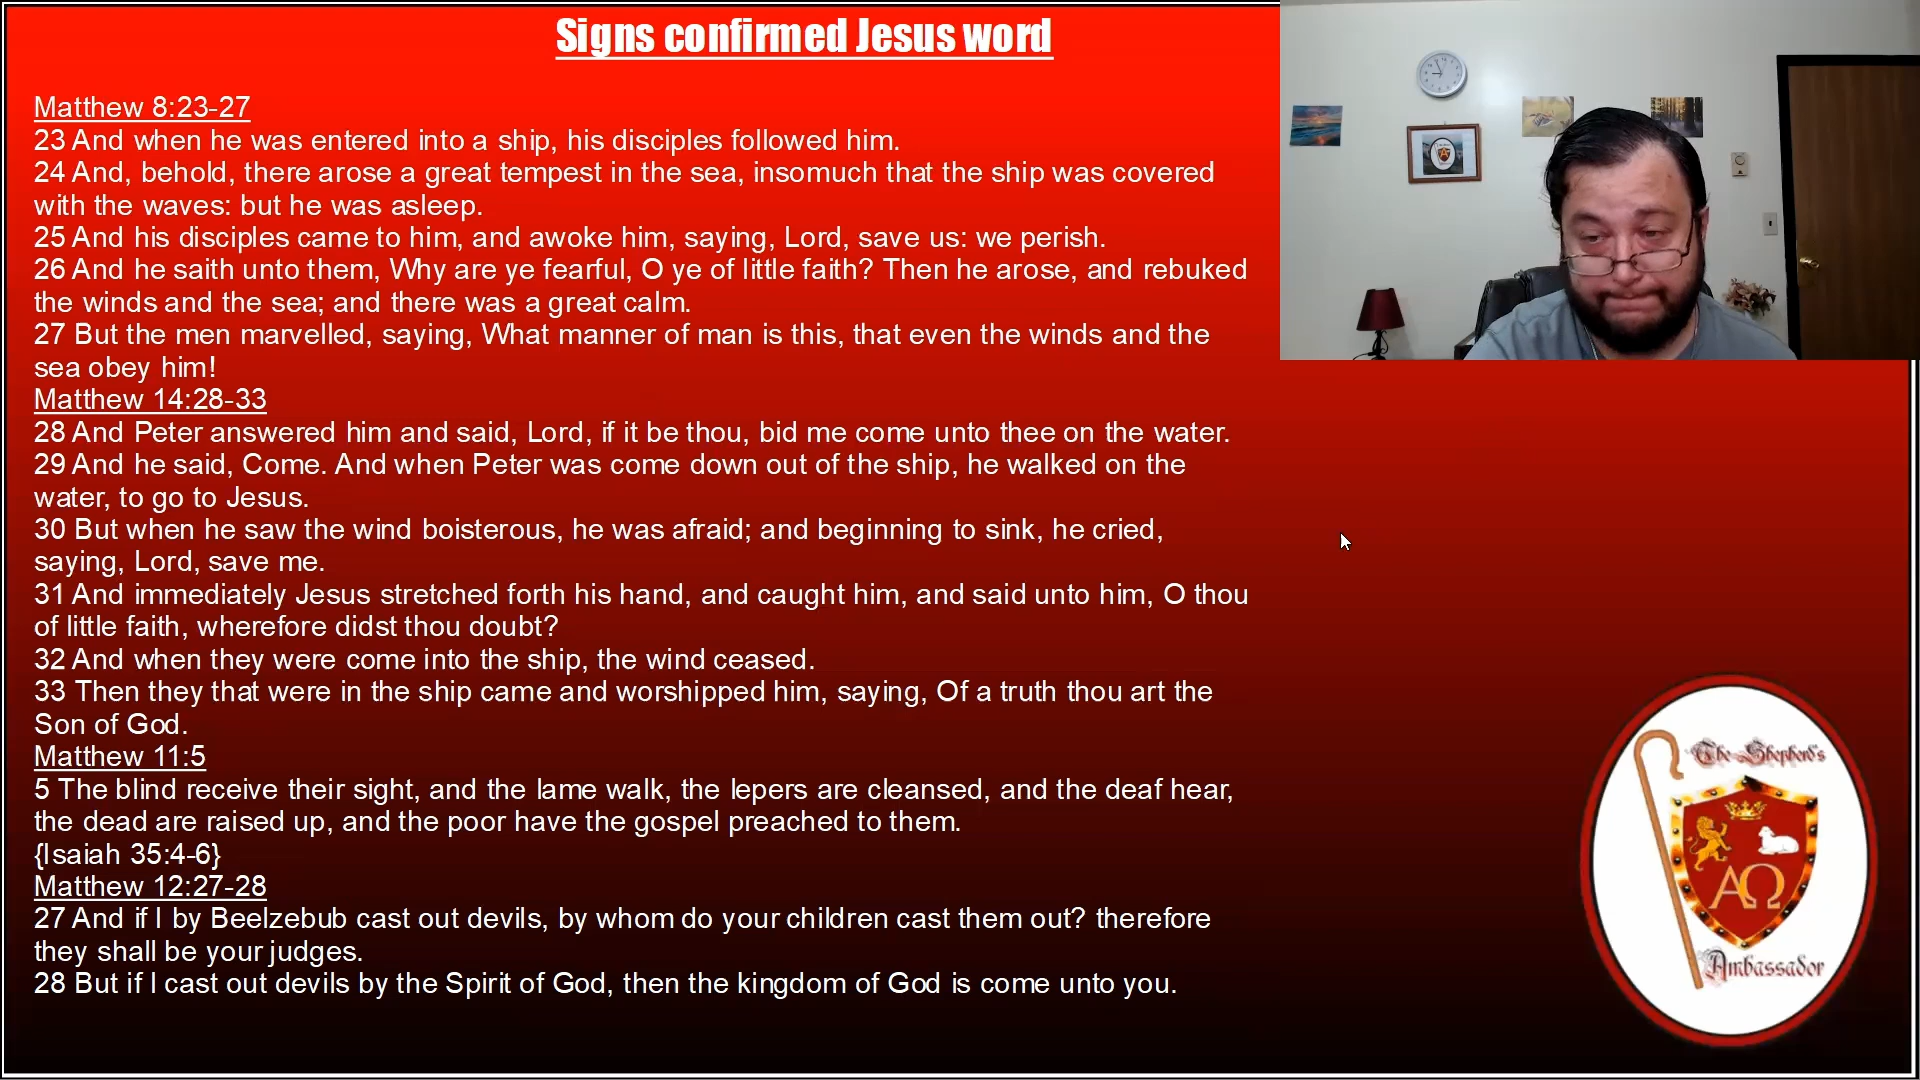 Signs confirmed Jesus word
Matthew 8:23-27
23 And when he was entered into a ship, his disciples followed him.
24 And, behold, there arose a great tempest in the sea, insomuch that the ship was covered
with the waves: but he was asleep.
25 And his disciples came to him, and awoke him, saying, Lord, save us: we perish.
26 And he saith unto them, Why are ye fearful, O ye of little faith? Then he arose, and rebuked
the winds and the sea; and there was a great calm.
27 But the men marvelled, saying, What manner of man is this, that even the winds and the
sea obey him!
Matthew 14:28-33
28 And Peter answered him and said, Lord, if it be thou, bid me come unto thee on the water.
29 And he said, Come. And when Peter was come down out of the ship, he walked on the
water, to go to Jesus.
30 But when he saw the wind boisterous, he was afraid; and beginning to sink, he cried,
saying, Lord, save me.
31 And immediately Jesus stretched forth his hand, and caught him, and said unto him, O thou
of little faith, wherefore didst thou doubt?
32 And when they were come into the ship, the wind ceased.
33 Then they that were in the ship came and worshipped him, saying, Of a truth thou art the
Son of God.
Matthew 11:5
5 The blind receive their sight, and the lame walk, the lepers are cleansed, and the deaf hear,
the dead are raised up, and the poor have the gospel preached to them.
{Isaiah 35:4-6}
Matthew 12:27-28
27 And if I by Beelzebub cast out devils, by whom do your children cast them out? therefore
they shall be your judges.
28 But if I cast out devils by the Spirit of God, then the kingdom of God is come unto you.
The Shepherd's
ΑΩ
Ambassador